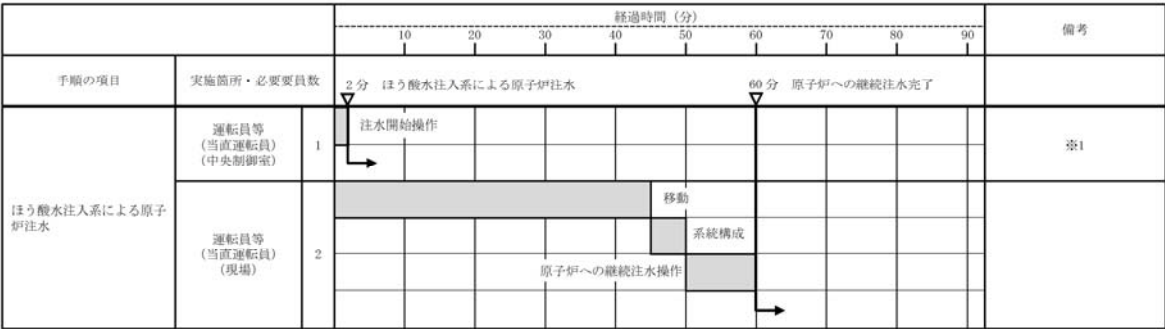 経過時間（分）
備考
10 20 30 40 50 60 70 80 90
手順の項目
実施箇所・必要要員数
2分 ほう酸水注入系による原子炉注水
60分 原子炉への継続注水完了
ほう酸水注入系による原子
炉注水
運転員等
（当直運転員）
（中央制御室）
1
注水開始操作
※1
運転員等
（当直運転員）
（現場）
2
移動
系統構成
原子炉への継続注水操作